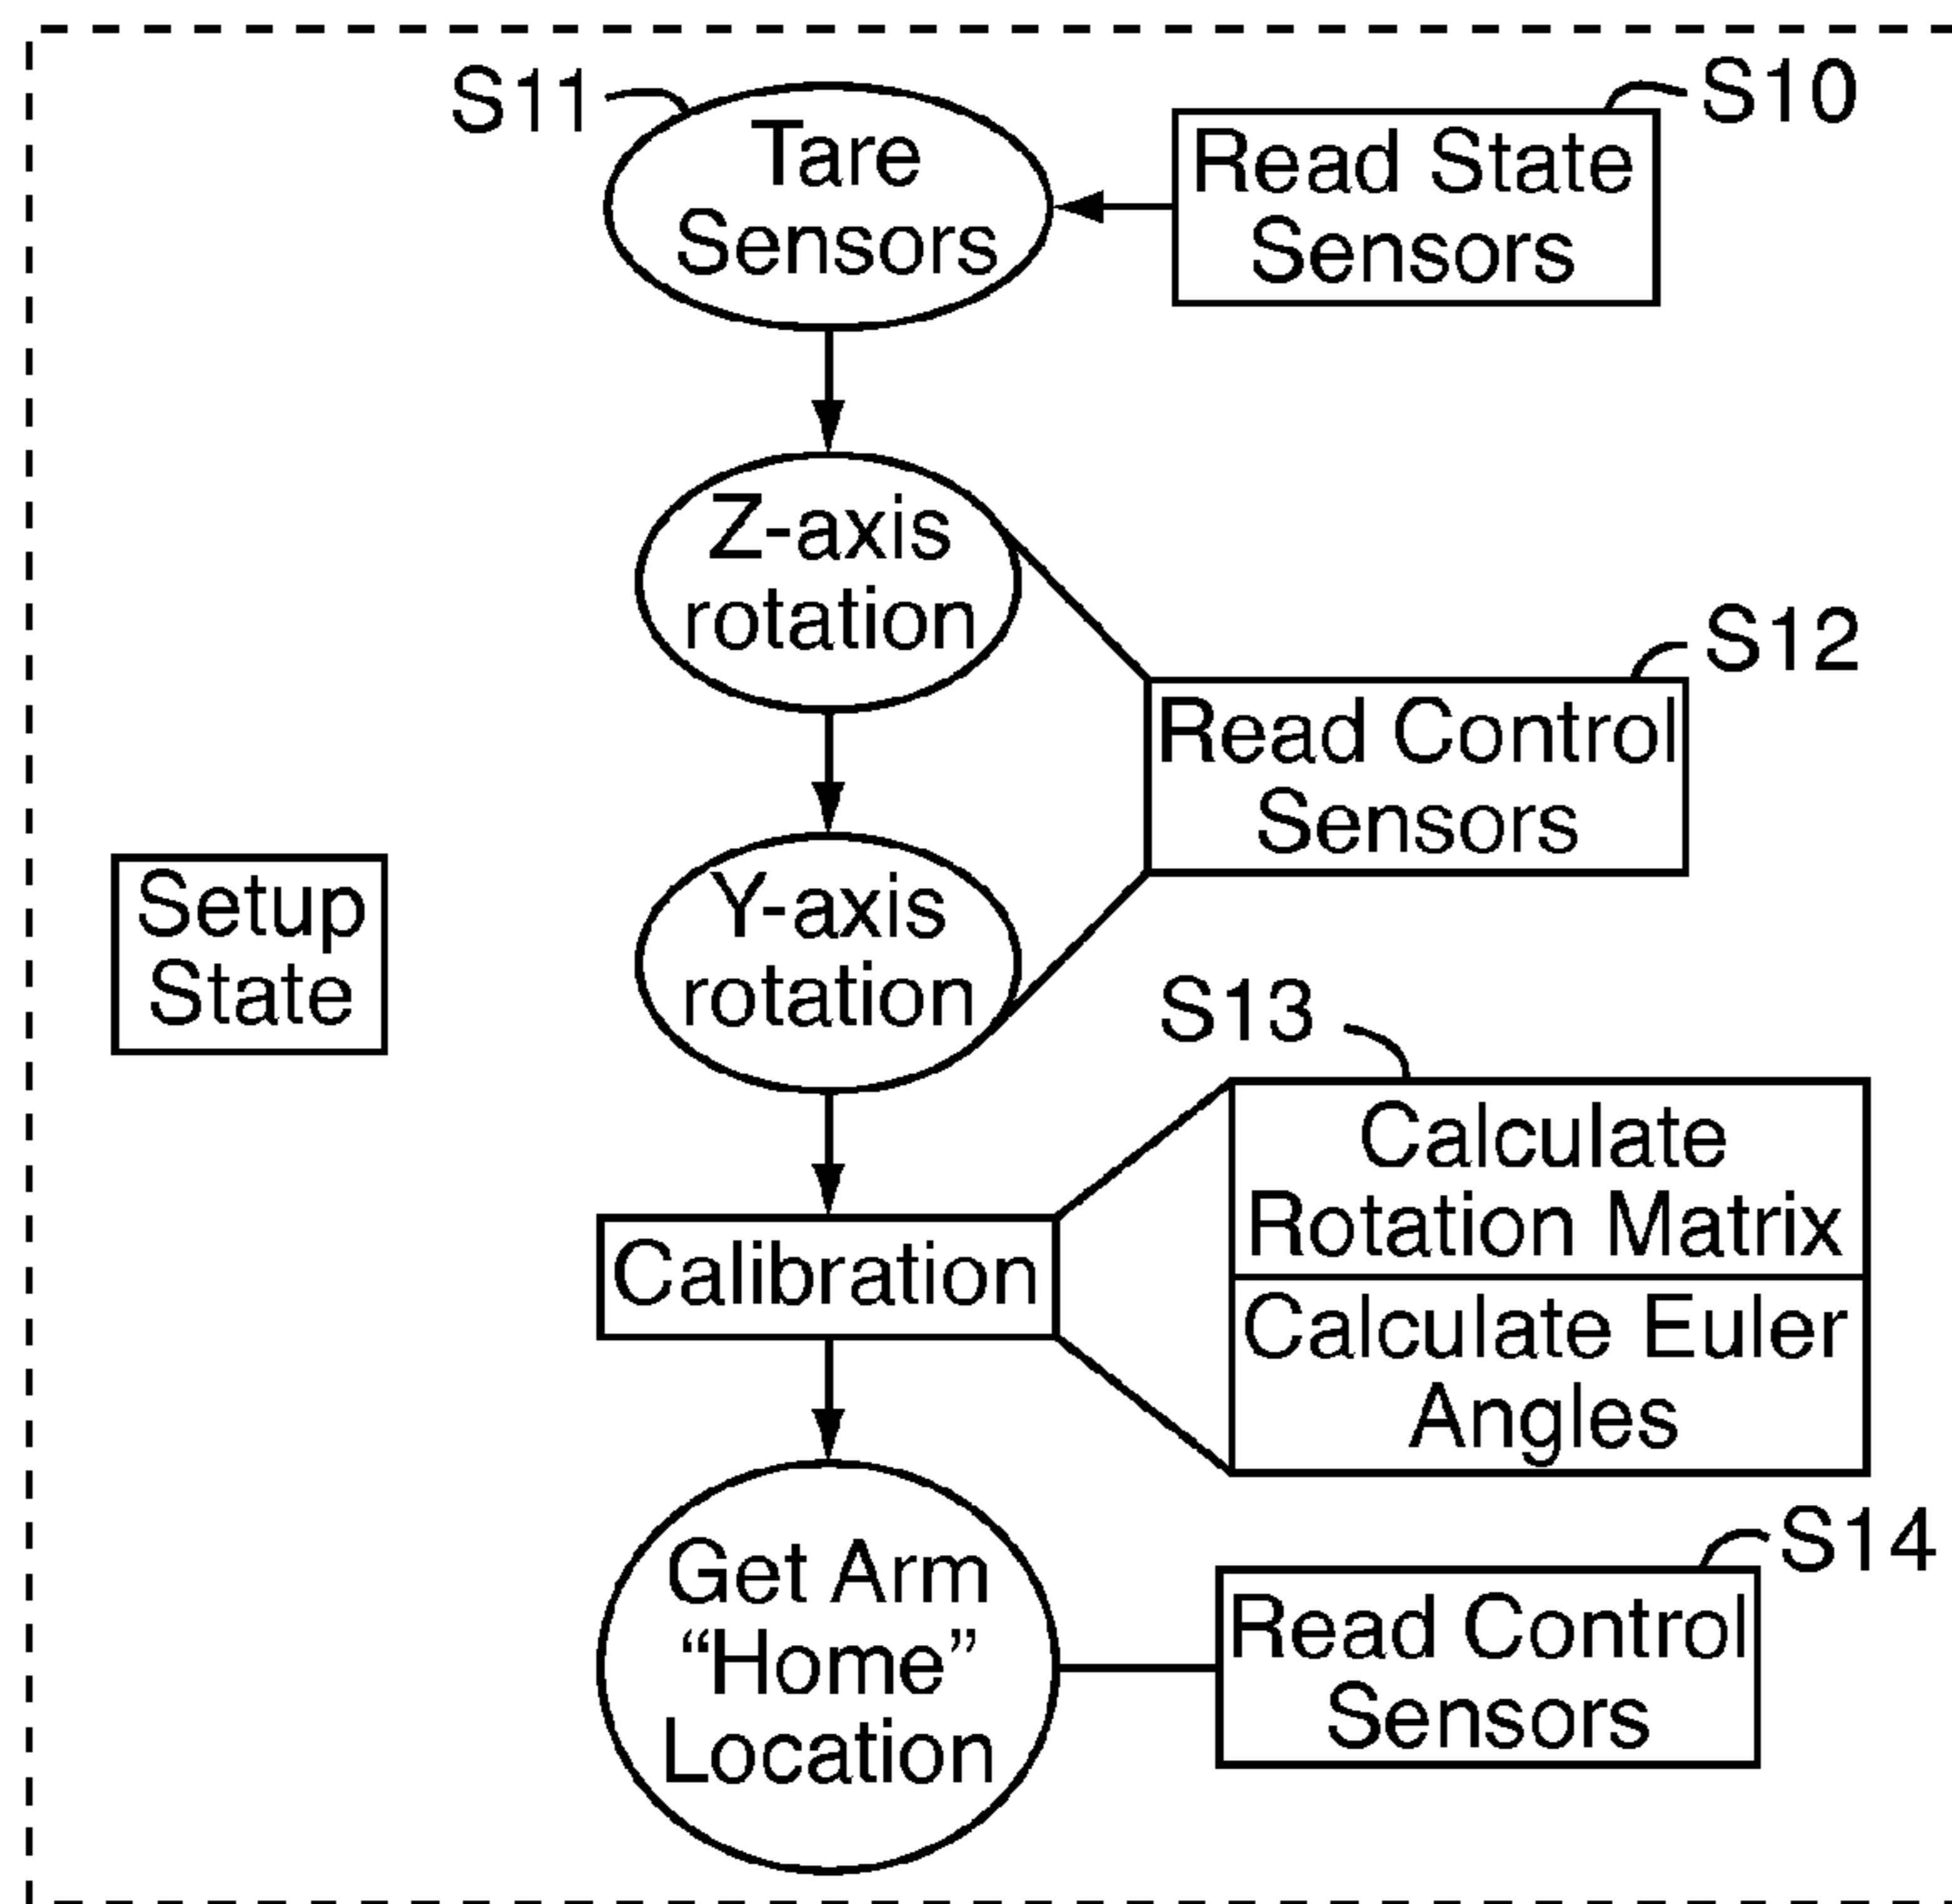 S11
Tare
Sensors
S10
Read State
Sensors
Z-axis
rotation
S12
Read Control
Sensors
Setup
State
Y-axis
rotation
S13
Calculate
Rotation Matrix
Calculate Euler
Angles
Calibration
Get Arm
“Home”
Location
S14
Read Control
Sensors